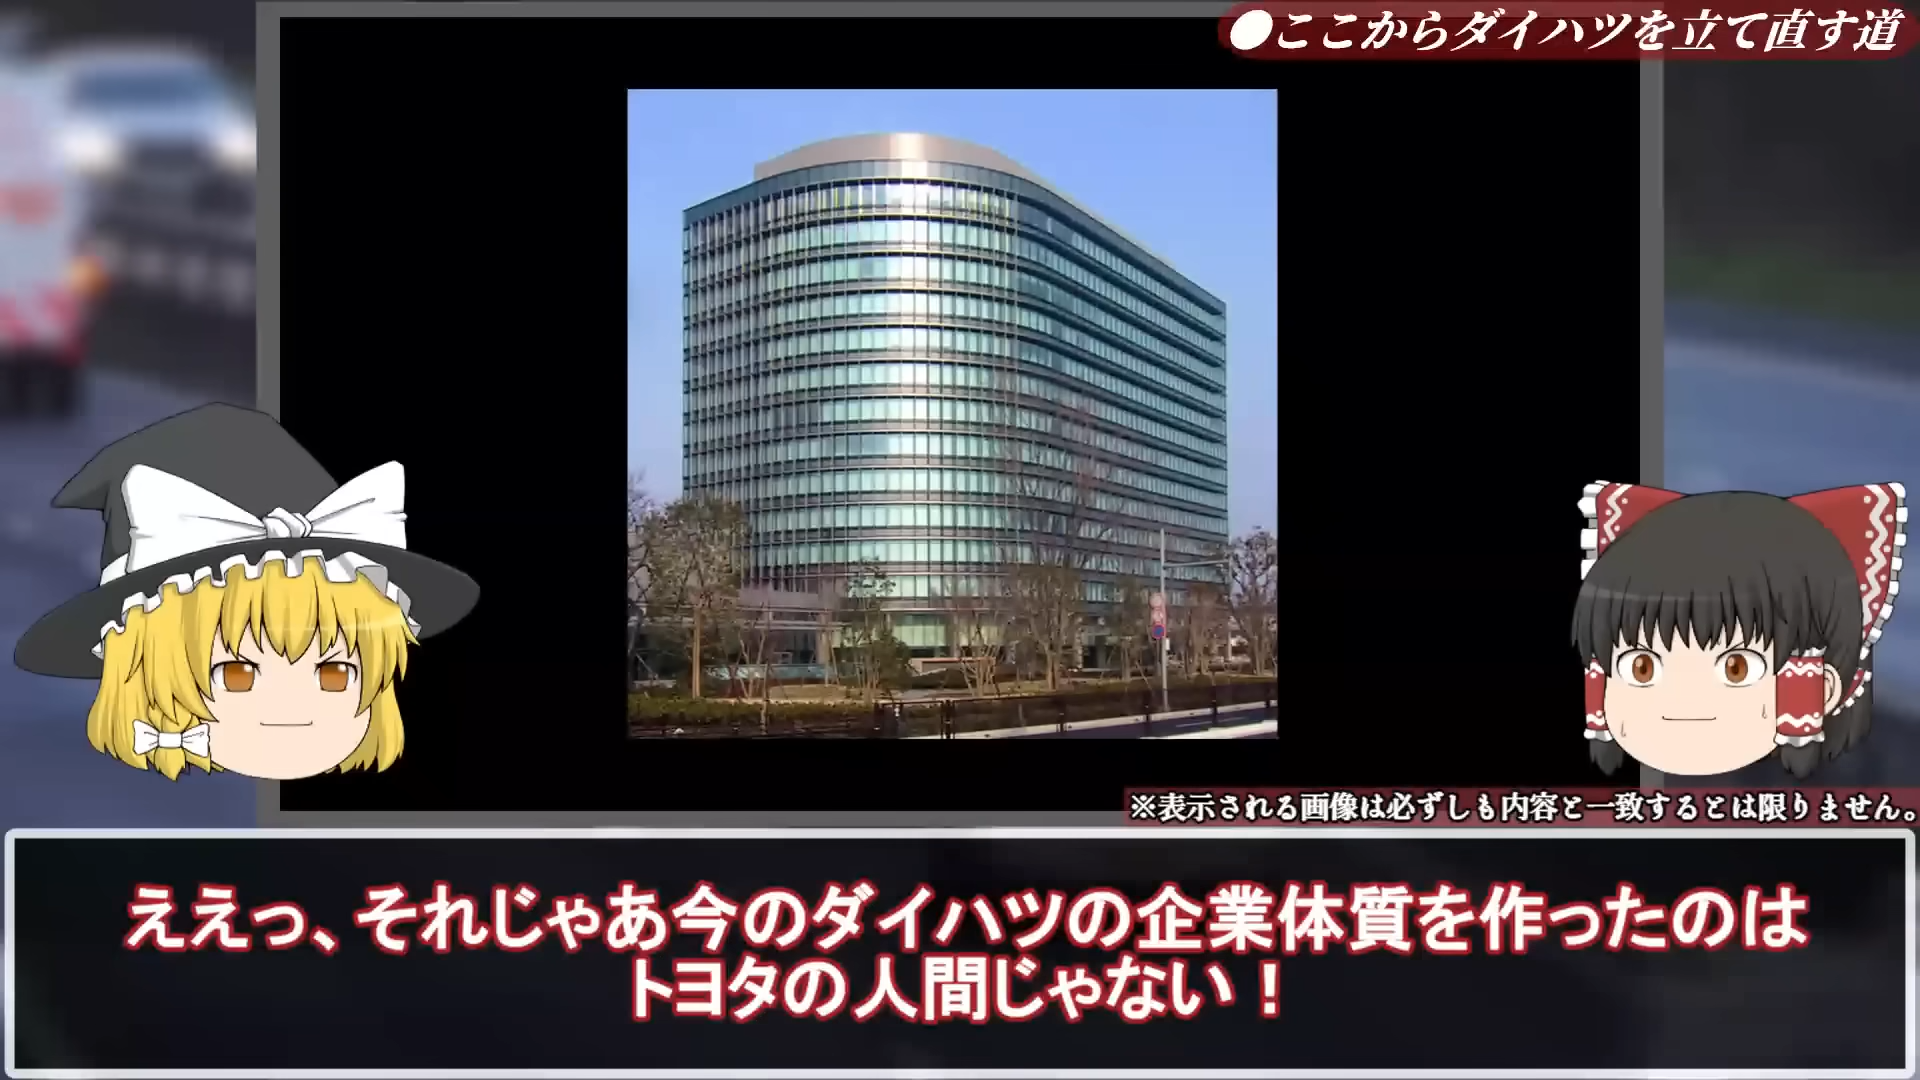 ●ここからダイハツを立て直す道
※表示される画像は必ずしも内容と一致するとは限りません。
ええっ、それじゃあ今のダイハツの企業体質を作ったのは
トヨタの人間じゃない！